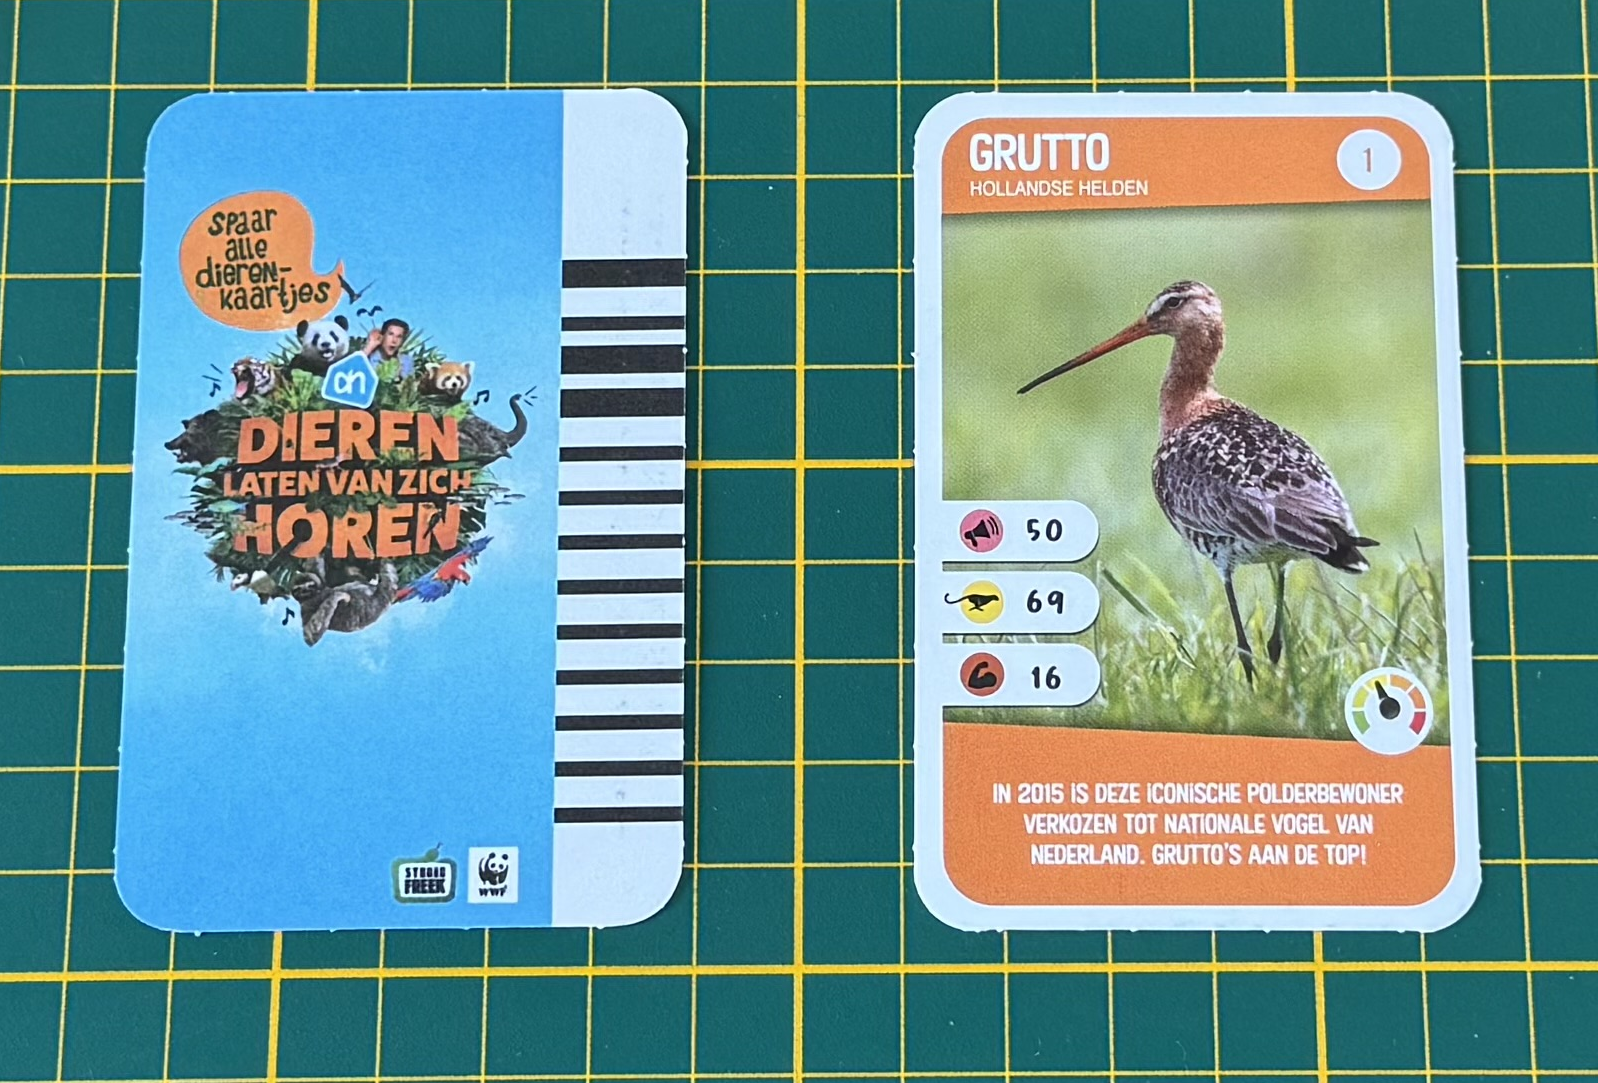 spaar
alle
dieren-
kaartjes
ah
DIEREN
LATEN VAN ZICH
HOREN
STUDIO
FREEK
WWF
GRUTTO
HOLLANDSE HELDEN
1
50
69
16
IN 2015 IS DEZE ICONISCHE POLDERBEWONER
VERKOZEN TOT NATIONALE VOGEL VAN
NEDERLAND. GRUTTO'S AAN DE TOP!